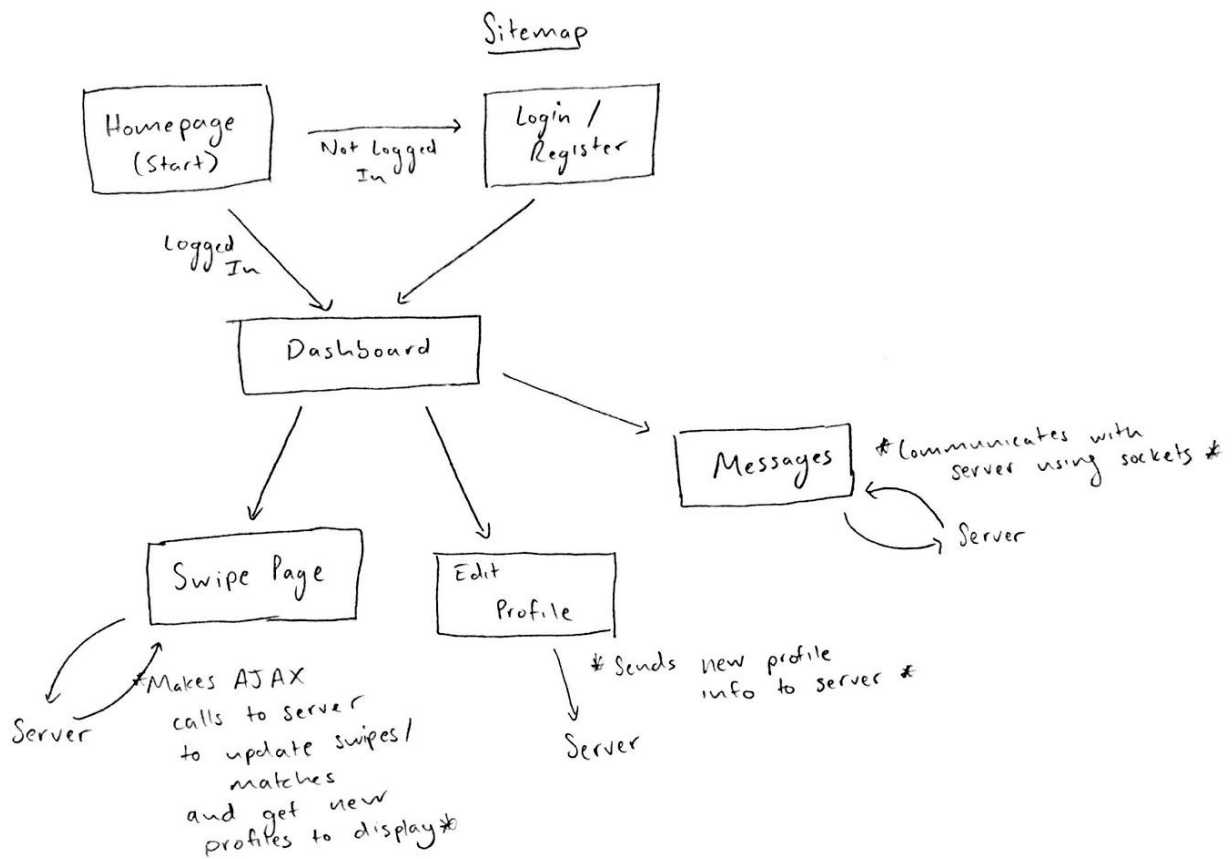 Sitemap
Homepage
(Start)
Not Logged
In
Login /
Register
Logged
In
Dashboard
Messages
*Communicates with
server using sockets *
Server
Swipe Page
Edit
Profile
Server
*Makes AJAX
calls to server
to update swipes/
matches
and get new
profiles to display*
* Sends new profile
info to server *
Server